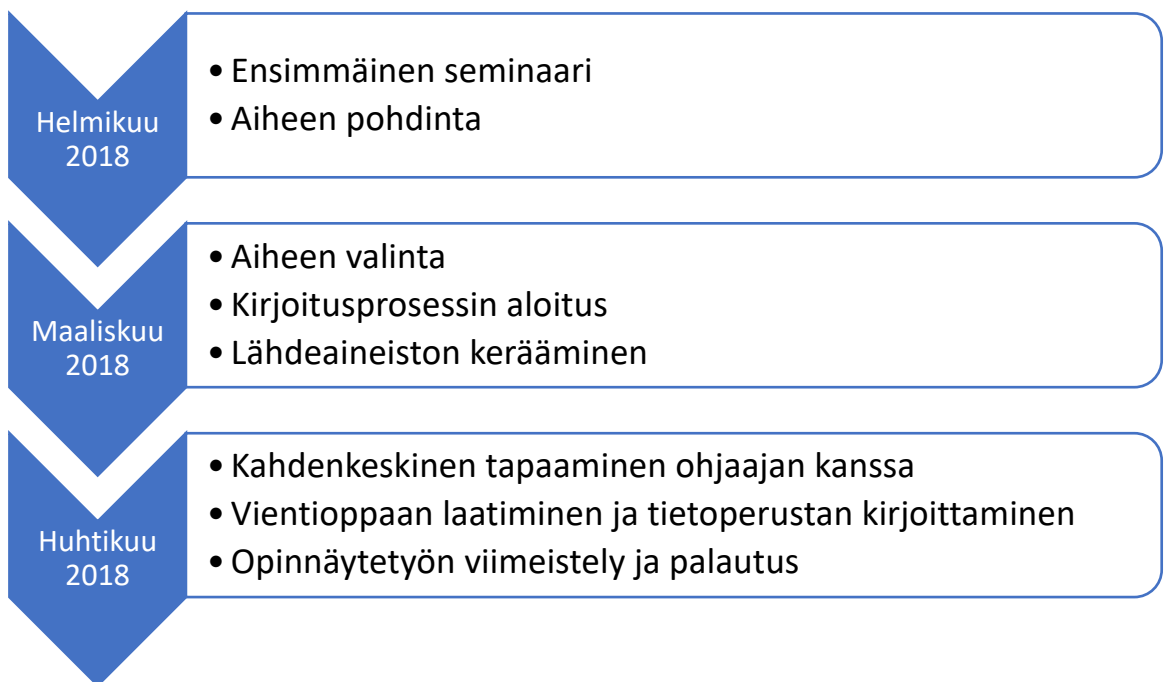 Helmikuu
2018
• Ensimmäinen seminaari
• Aiheen pohdinta
Maaliskuu
2018
• Aiheen valinta
• Kirjoitusprosessin aloitus
• Lähdeaineiston kerääminen
Huhtikuu
2018
• Kahdenkeskinen tapaaminen ohjaajan kanssa
• Vientioppaan laatiminen ja tietoperustan kirjoittaminen
• Opinnäytetyön viimeistely ja palautus